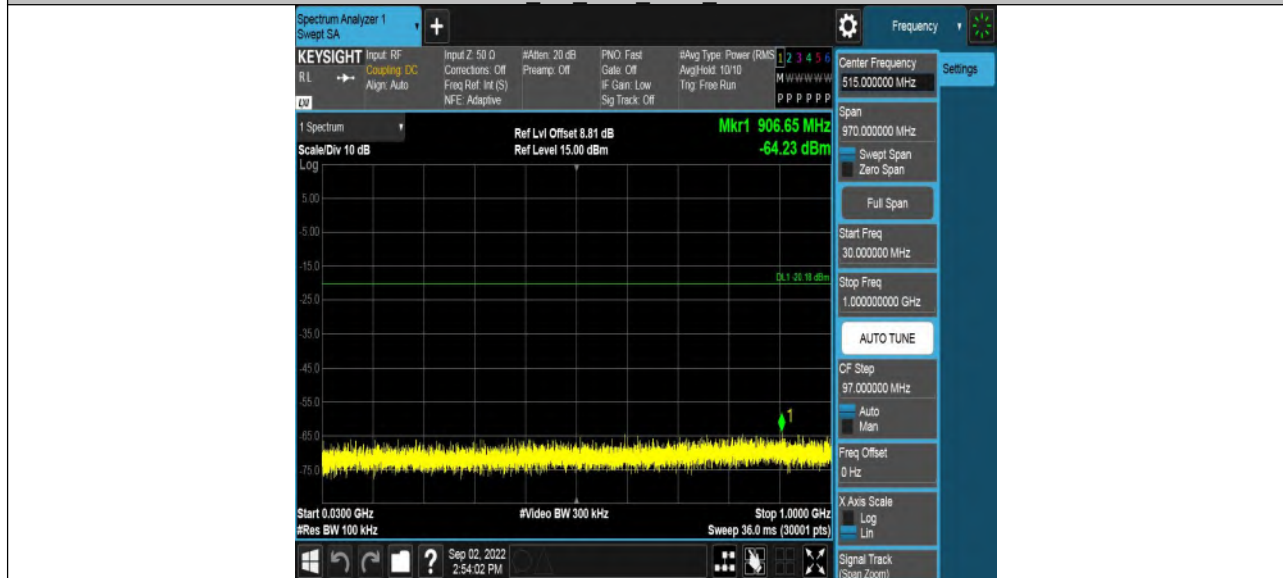 Spectrum Analyzer 1
Swept SA
+
Frequency
KEYSIGHT
Input: RF
Input Z: 50 Ω
#Atten: 20 dB
PNO: Fast
#Avg Type: Power (RMS
1 2 3 4 5 6
RL
Coupling: DC
Corrections: Off
Preamp: Off
Gate: Off
Avg|Hold: 10/10
M W W W W W
Align: Auto
Freq Ref: Int (S)
IF Gain: Low
Trig: Free Run
NFE: Adaptive
Sig Track: Off
P P P P P P
LXI
1 Spectrum
Ref Lvl Offset 8.81 dB
Mkr1 906.65 MHz
Scale/Div 10 dB
Ref Level 15.00 dBm
-64.23 dBm
Log
5.00
-5.00
-15.0
DL1 -20.18 dBm
-25.0
-35.0
-45.0
-55.0
1
-65.0
-75.0
Start 0.0300 GHz
#Video BW 300 kHz
Stop 1.0000 GHz
#Res BW 100 kHz
Sweep 36.0 ms (30001 pts)
?
Sep 02, 2022
2:54:02 PM
Center Frequency
515.000000 MHz
Settings
Span
970.000000 MHz
Swept Span
Zero Span
Full Span
Start Freq
30.000000 MHz
Stop Freq
1.000000000 GHz
AUTO TUNE
CF Step
97.000000 MHz
Auto
Man
Freq Offset
0 Hz
X Axis Scale
Log
Lin
Signal Track
(Span Zoom)